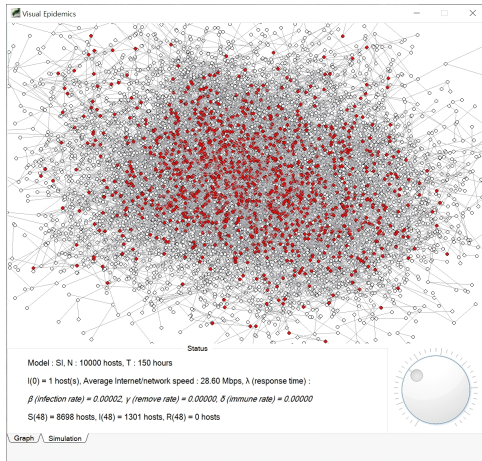 Visual Epidemics
Status
Model : SI, N : 10000 hosts, T : 150 hours
I(0) = 1 host(s), Average Internet/network speed : 28.60 Mbps, λ (response time) :
β (infection rate) = 0.00002, γ (remove rate) = 0.00000, δ (immune rate) = 0.00000
S(48) = 8698 hosts, I(48) = 1301 hosts, R(48) = 0 hosts
Graph Simulation